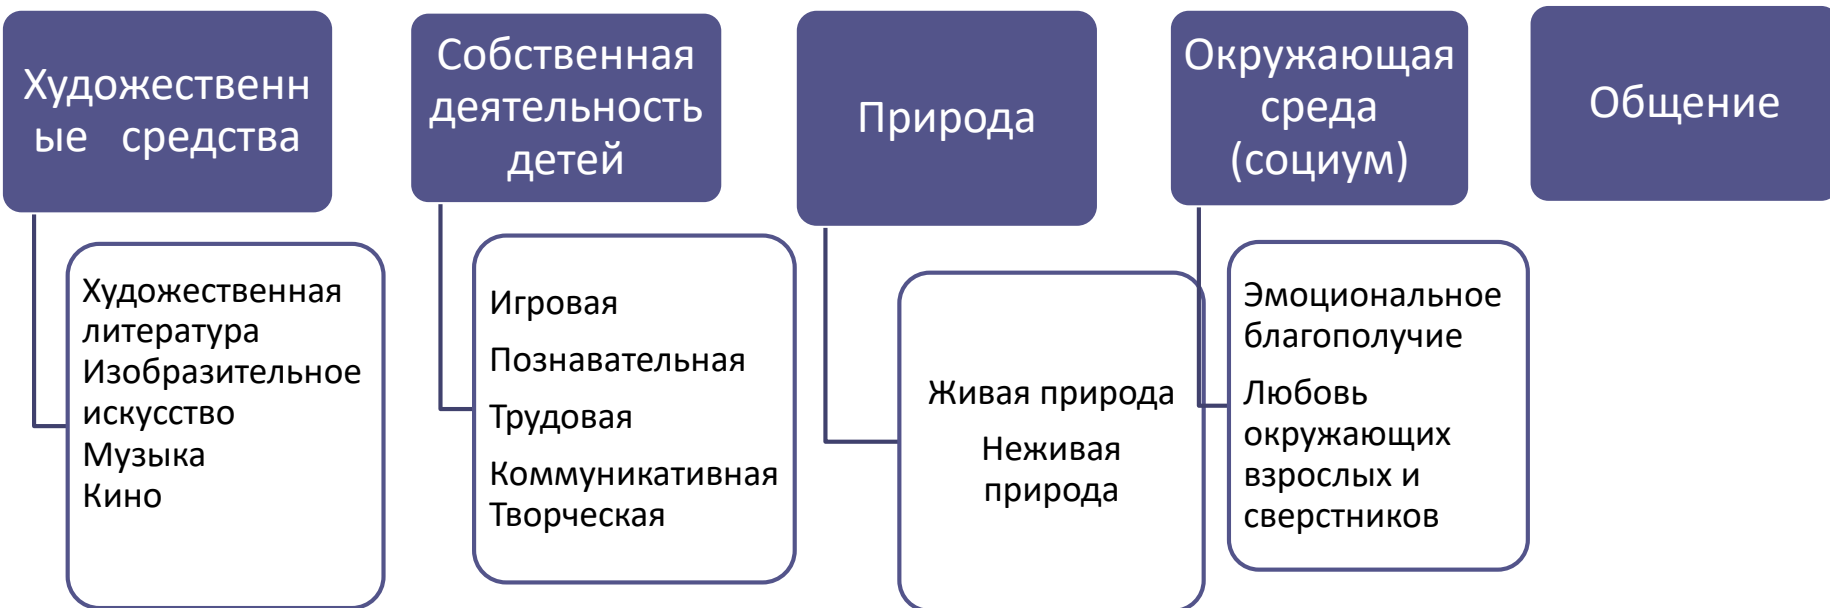 Художественн
ые средства
Художественная
литература
Изобразительное
искусство
Музыка
Кино
Собственная
деятельность
детей
Игровая
Познавательная
Трудовая
Коммуникативная
Творческая
Природа
Живая природа
Неживая
природа
Окружающая
среда
(социум)
Эмоциональное
благополучие
Любовь
окружающих
взрослых и
сверстников
Общение